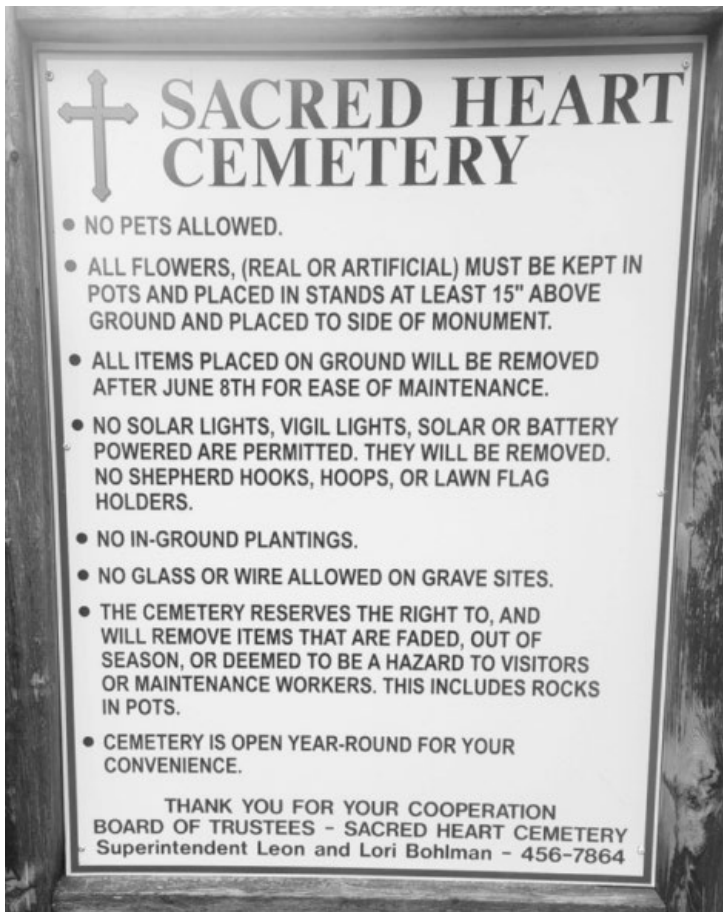 SACRED HEART
CEMETERY
• NO PETS ALLOWED.
• ALL FLOWERS, (REAL OR ARTIFICIAL) MUST BE KEPT IN
POTS AND PLACED IN STANDS AT LEAST 15" ABOVE
GROUND AND PLACED TO SIDE OF MONUMENT.
• ALL ITEMS PLACED ON GROUND WILL BE REMOVED
AFTER JUNE 8TH FOR EASE OF MAINTENANCE.
• NO SOLAR LIGHTS, VIGIL LIGHTS, SOLAR OR BATTERY
POWERED ARE PERMITTED. THEY WILL BE REMOVED.
NO SHEPHERD HOOKS, HOOPS, OR LAWN FLAG
HOLDERS.
• NO IN-GROUND PLANTINGS.
• NO GLASS OR WIRE ALLOWED ON GRAVE SITES.
• THE CEMETERY RESERVES THE RIGHT TO, AND
WILL REMOVE ITEMS THAT ARE FADED, OUT OF
SEASON, OR DEEMED TO BE A HAZARD TO VISITORS
OR MAINTENANCE WORKERS. THIS INCLUDES ROCKS
IN POTS.
• CEMETERY IS OPEN YEAR-ROUND FOR YOUR
CONVENIENCE.
THANK YOU FOR YOUR COOPERATION
BOARD OF TRUSTEES - SACRED HEART CEMETERY
Superintendent Leon and Lori Bohlman - 456-7864